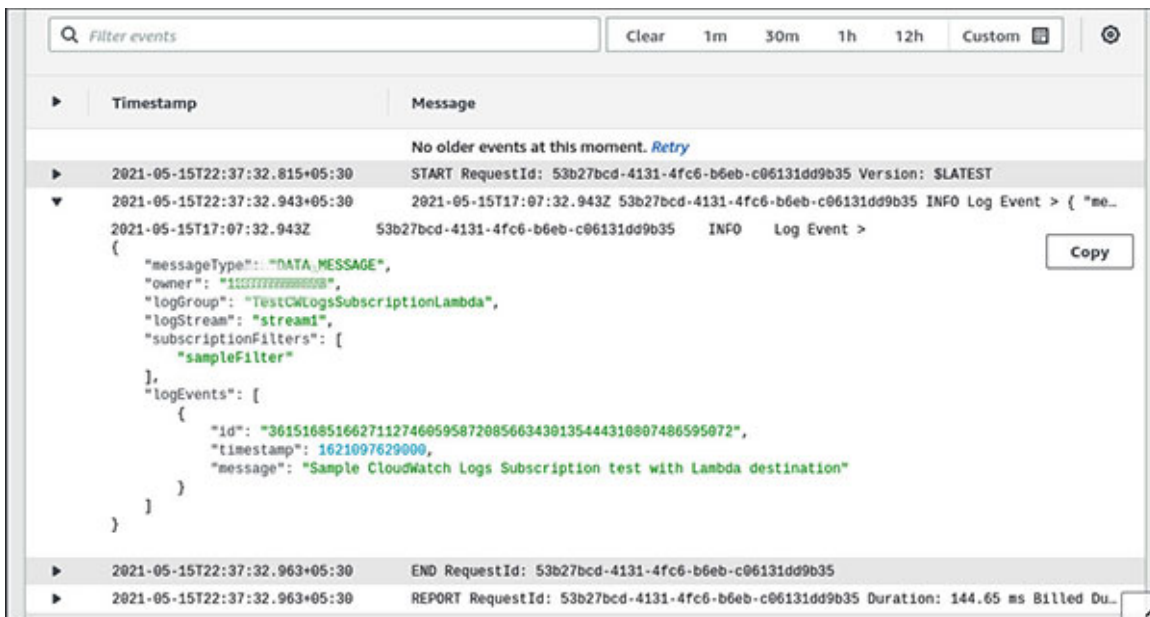 Filter events Clear 1m 30m 1h 12h Custom
Timestamp Message
No older events at this moment. Retry
2021-05-15T22:37:32.815+05:30 START RequestId: 53b27bcd-4131-4fc6-b6eb-c06131dd9b35 Version: $LATEST
2021-05-15T22:37:32.943+05:30 2021-05-15T17:07:32.943Z 53b27bcd-4131-4fc6-b6eb-c06131dd9b35 INFO Log Event > { "me…
2021-05-15T17:07:32.943Z 53b27bcd-4131-4fc6-b6eb-c06131dd9b35 INFO Log Event >
Copy
{
"messageType": "DATA_MESSAGE",
"owner":
"logGroup": "TestCWLogsSubscriptionLambda",
"logStream": "stream1",
"subscriptionFilters": [
"sampleFilter"
],
"logEvents": [
{
"id": "36151685166271127460595872085663430135444310807486595072",
"timestamp": 1621097629000,
"message": "Sample CloudWatch Logs Subscription test with Lambda destination"
}
]
}
2021-05-15T22:37:32.963+05:30 END RequestId: 53b27bcd-4131-4fc6-b6eb-c06131dd9b35
2021-05-15T22:37:32.963+05:30 REPORT RequestId: 53b27bcd-4131-4fc6-b6eb-c06131dd9b35 Duration: 144.65 ms Billed Du…